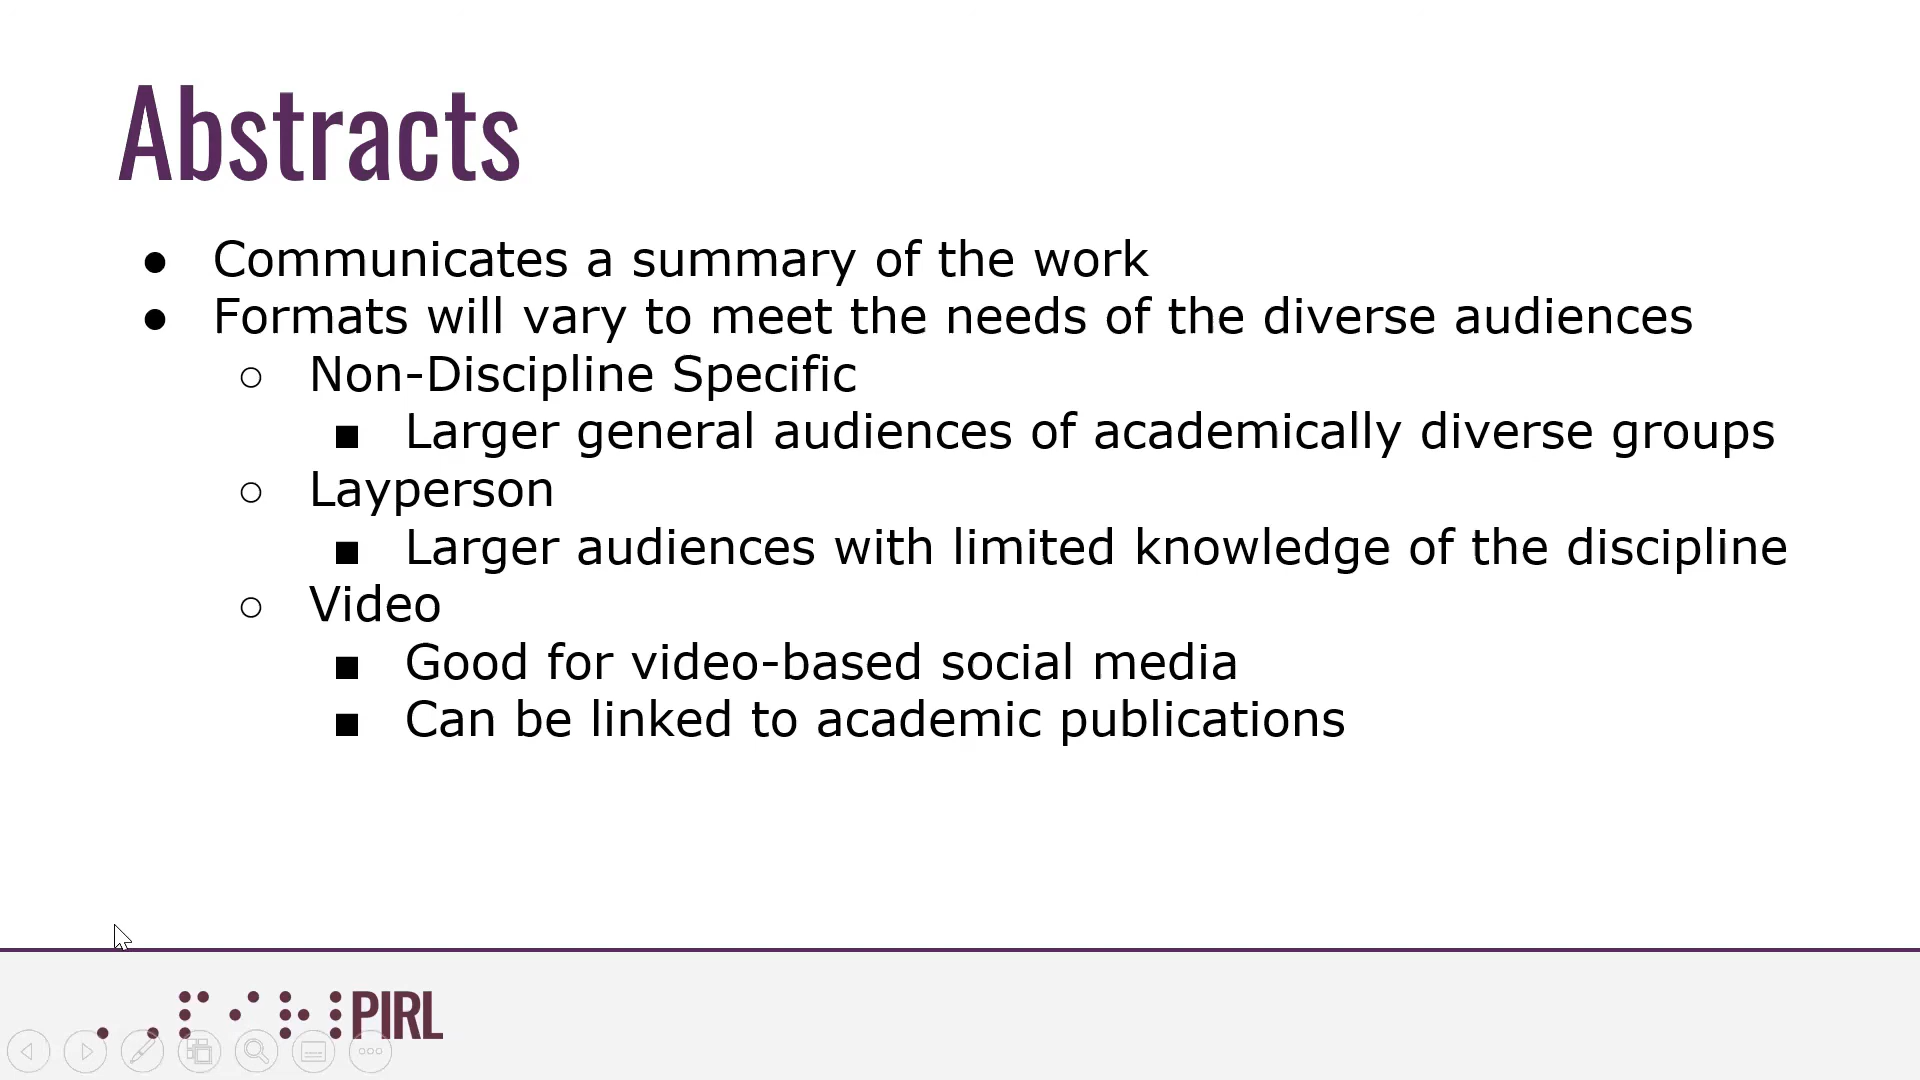 Abstracts
● Communicates a summary of the work
● Formats will vary to meet the needs of the diverse audiences
○ Non-Discipline Specific
■ Larger general audiences of academically diverse groups
○ Layperson
■ Larger audiences with limited knowledge of the discipline
○ Video
■ Good for video-based social media
■ Can be linked to academic publications
PIRL